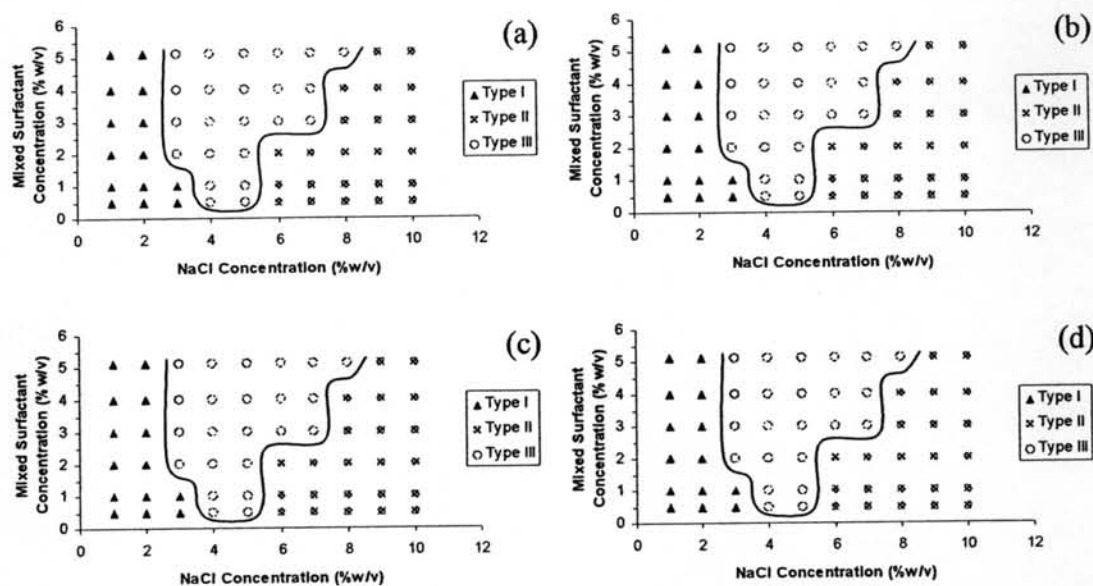 (a)
Mixed Surfactant
Concentration (% w/v)
6
5
4
3
2
1
0
0 2 4 6 8 10 12
NaCl Concentration (%w/v)
Type I
Type II
Type III
(b)
Mixed Surfactant
Concentration (% w/v)
6
5
4
3
2
1
0
0 2 4 6 8 10 12
NaCl Concentration (%w/v)
Type I
Type II
Type III
(c)
Mixed Surfactant
Concentration (% w/v)
6
5
4
3
2
1
0
0 2 4 6 8 10 12
NaCl Concentration (%w/v)
Type I
Type II
Type III
(d)
Mixed Surfactant
Concentration (% w/v)
6
5
4
3
2
1
0
0 2 4 6 8 10 12
NaCl Concentration (%w/v)
Type I
Type II
Type III